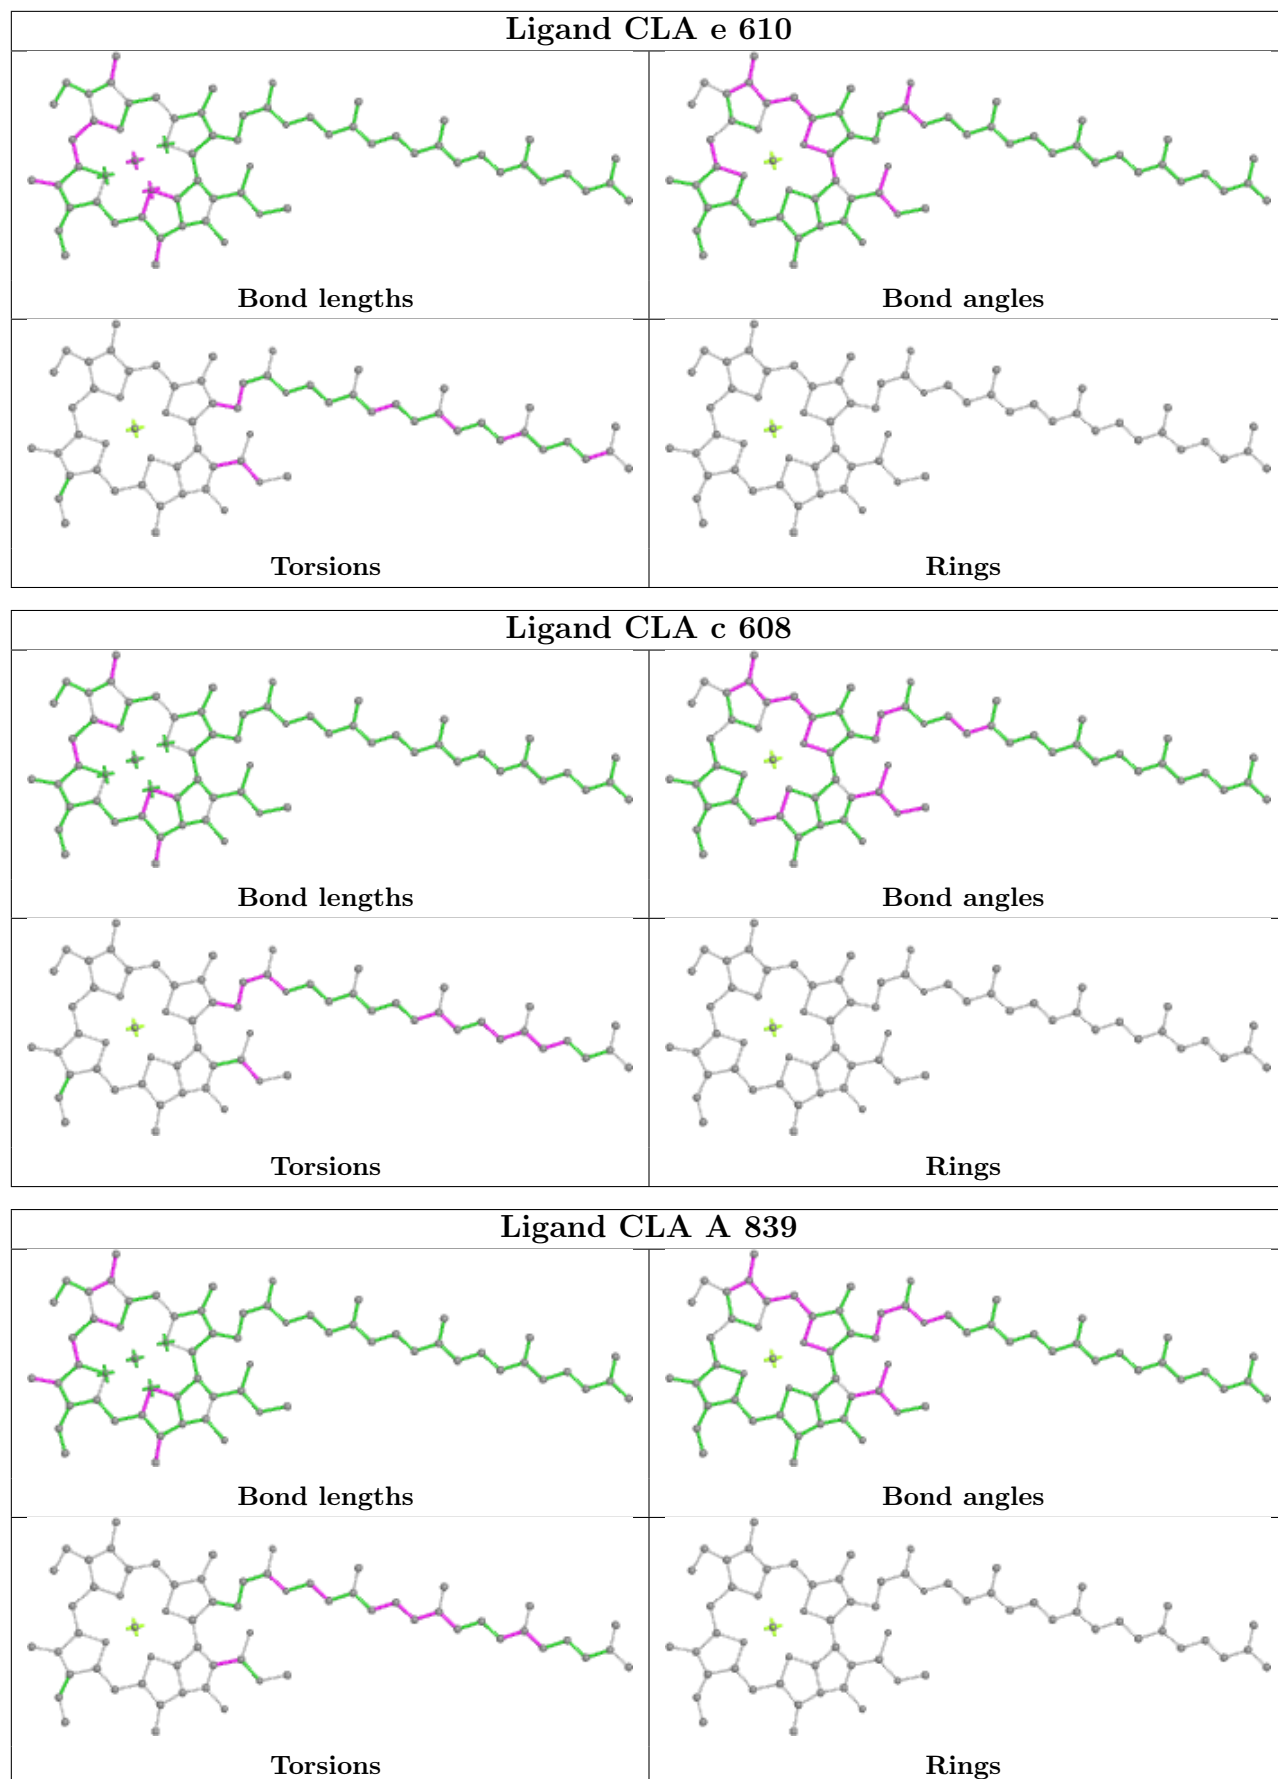 Ligand CLA e 610
Bond lengths
Bond angles
Torsions
Rings
Ligand CLA c 608
Bond lengths
Bond angles
Torsions
Rings
Ligand CLA A 839
Bond lengths
Bond angles
Torsions
Rings